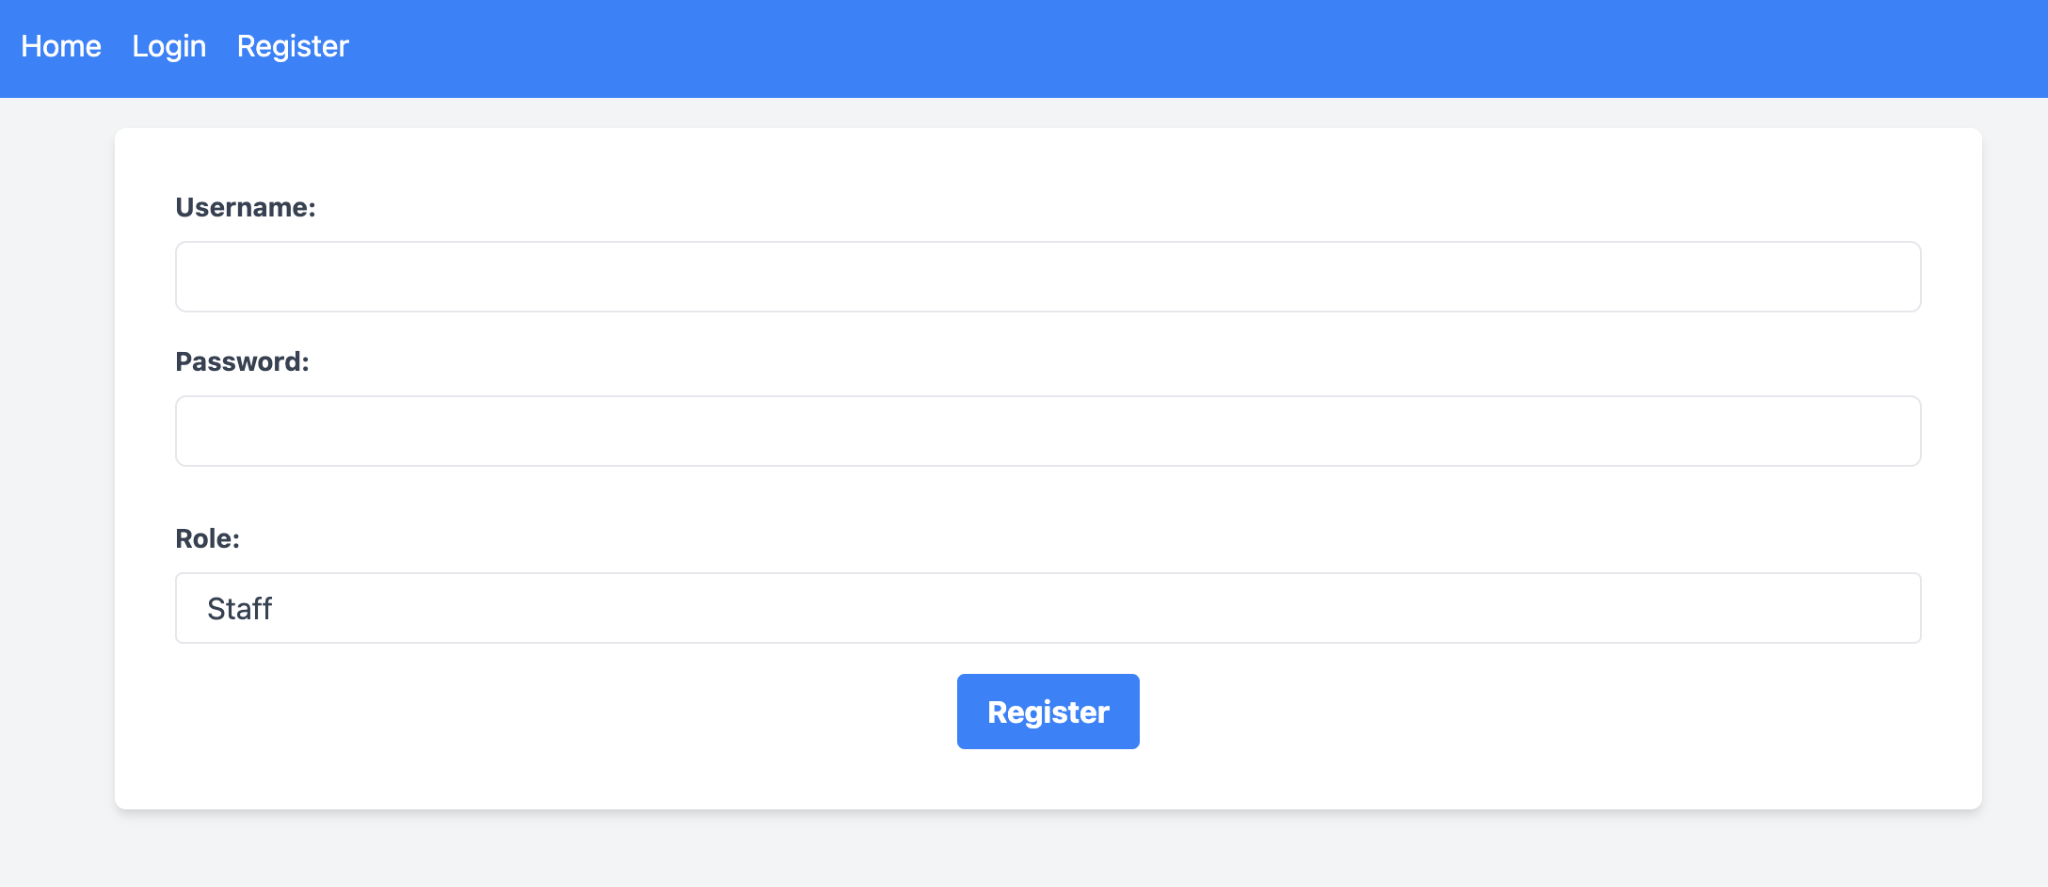 Home Login Register
Username:
Password:
Role:
Staff
Register